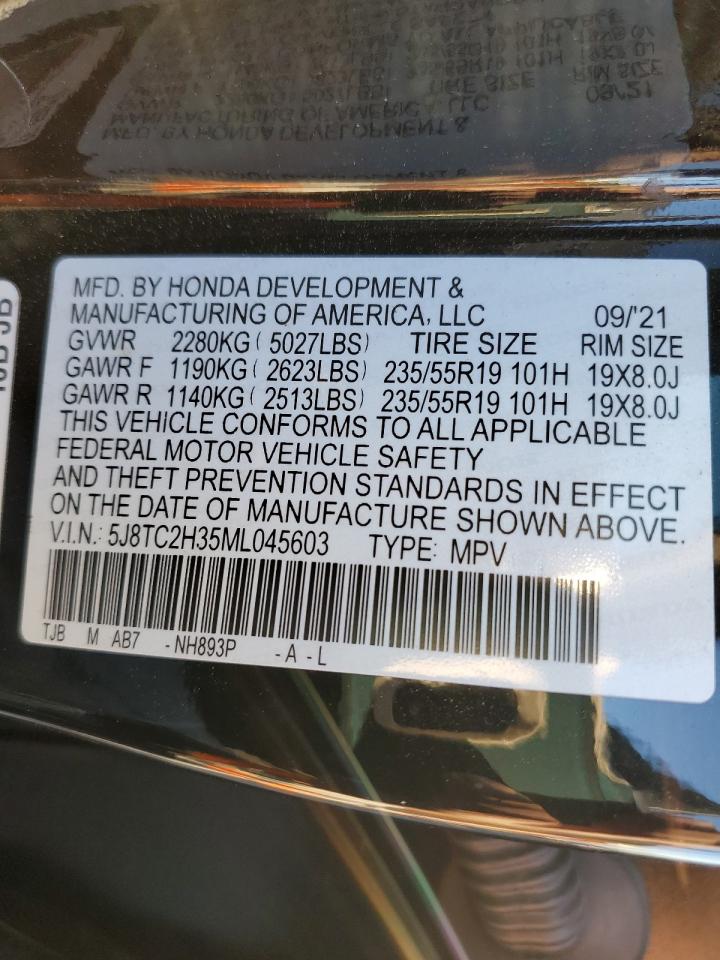 MFD. BY HONDA DEVELOPMENT &
MANUFACTURING OF AMERICA, LLC 09/'21
GVWR 2280KG ( 5027LBS) TIRE SIZE RIM SIZE
GAWR F 1190KG ( 2623LBS) 235/55R19 101H 19X8.0J
GAWR R 1140KG ( 2513LBS) 235/55R19 101H 19X8.0J
THIS VEHICLE CONFORMS TO ALL APPLICABLE
FEDERAL MOTOR VEHICLE SAFETY
AND THEFT PREVENTION STANDARDS IN EFFECT
ON THE DATE OF MANUFACTURE SHOWN ABOVE.
V.I.N.: 5J8TC2H35ML045603 TYPE: MPV
TJB M AB7 -NH893P -A -L